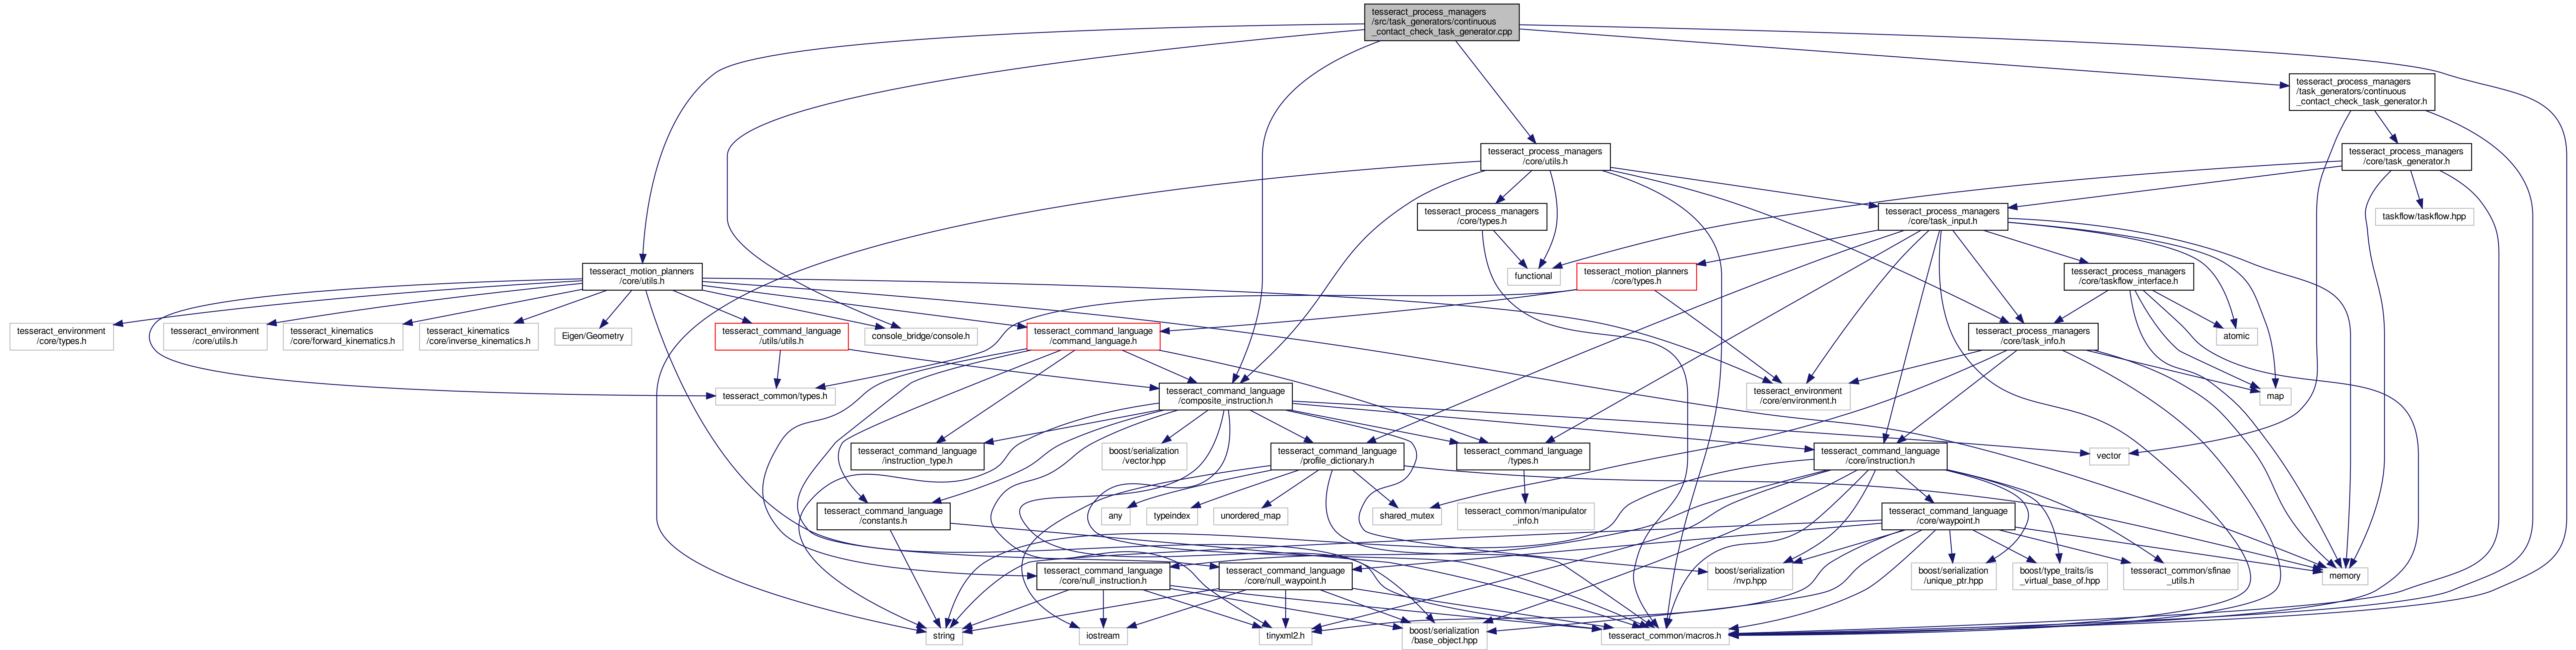 tesseract_process_managers
/src/task_generators/continuous
_contact_check_task_generator.cpp
tesseract_process_managers
/task_generators/continuous
_contact_check_task_generator.h
tesseract_process_managers
/core/utils.h
tesseract_process_managers
/core/task_generator.h
tesseract_process_managers
/core/types.h
tesseract_process_managers
/core/task_input.h
taskflow/taskflow.hpp
tesseract_motion_planners
/core/utils.h
functional
tesseract_motion_planners
/core/types.h
tesseract_process_managers
/core/taskflow_interface.h
tesseract_environment
/core/types.h
tesseract_environment
/core/utils.h
tesseract_kinematics
/core/forward_kinematics.h
tesseract_kinematics
/core/inverse_kinematics.h
Eigen/Geometry
tesseract_command_language
/utils/utils.h
console_bridge/console.h
tesseract_command_language
/command_language.h
tesseract_process_managers
/core/task_info.h
atomic
tesseract_common/types.h
tesseract_command_language
/composite_instruction.h
tesseract_environment
/core/environment.h
map
tesseract_command_language
/instruction_type.h
boost/serialization
/vector.hpp
tesseract_command_language
/profile_dictionary.h
tesseract_command_language
/types.h
tesseract_command_language
/core/instruction.h
vector
tesseract_command_language
/constants.h
any
typeindex
unordered_map
shared_mutex
tesseract_common/manipulator
_info.h
tesseract_command_language
/core/waypoint.h
tesseract_command_language
/core/null_instruction.h
tesseract_command_language
/core/null_waypoint.h
boost/serialization
/nvp.hpp
boost/serialization
/unique_ptr.hpp
boost/type_traits/is
_virtual_base_of.hpp
tesseract_common/sfinae
_utils.h
memory
string
iostream
tinyxml2.h
boost/serialization
/base_object.hpp
tesseract_common/macros.h